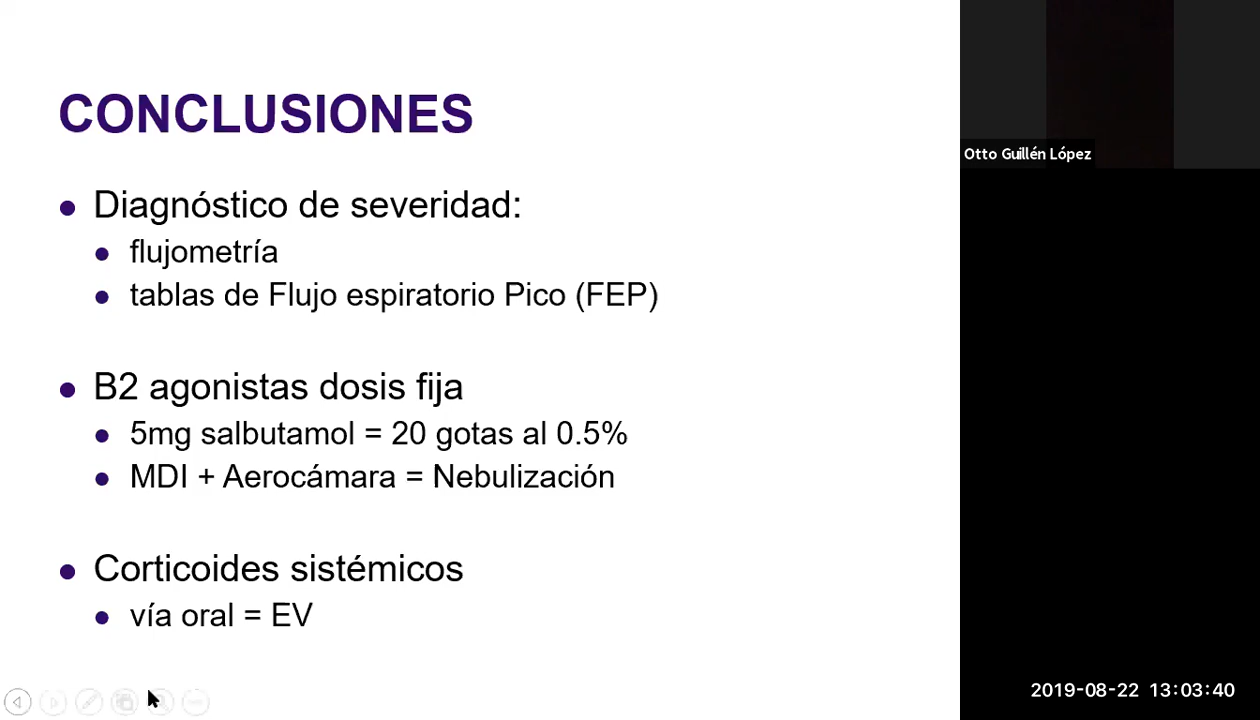 CONCLUSIONES
Diagnóstico de severidad:
flujometría
tablas de Flujo espiratorio Pico (FEP)
B2 agonistas dosis fija
5mg salbutamol = 20 gotas al 0.5%
MDI + Aerocámara = Nebulización
Corticoides sistémicos
vía oral = EV
Otto Guillén López
2019-08-22 13:03:40